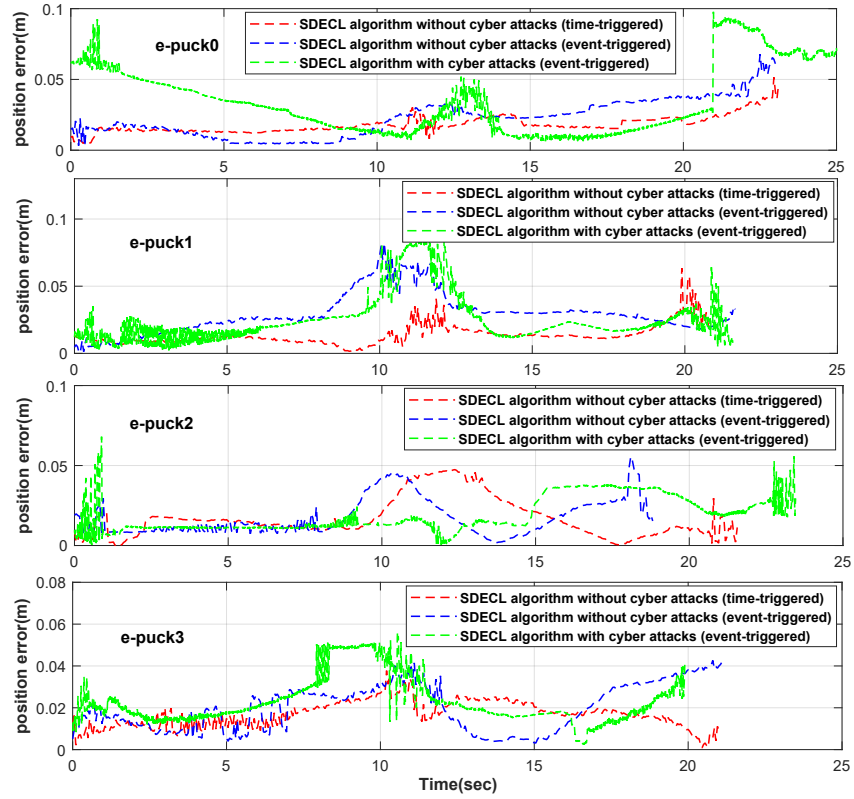 0.1
e-puck0
SDECL algorithm without cyber attacks (time-triggered)
SDECL algorithm without cyber attacks (event-triggered)
SDECL algorithm with cyber attacks (event-triggered)
position error(m)
0.05
0
0 5 10 15 20 25
0.1
e-puck1
SDECL algorithm without cyber attacks (time-triggered)
SDECL algorithm without cyber attacks (event-triggered)
SDECL algorithm with cyber attacks (event-triggered)
position error(m)
0.05
0
0 5 10 15 20 25
0.1
e-puck2
SDECL algorithm without cyber attacks (time-triggered)
SDECL algorithm without cyber attacks (event-triggered)
SDECL algorithm with cyber attacks (event-triggered)
position error(m)
0.05
0
0 5 10 15 20 25
0.08
e-puck3
SDECL algorithm without cyber attacks (time-triggered)
SDECL algorithm without cyber attacks (event-triggered)
SDECL algorithm with cyber attacks (event-triggered)
position error(m)
0.06
0.04
0.02
0
0 5 10 15 20 25
Time(sec)